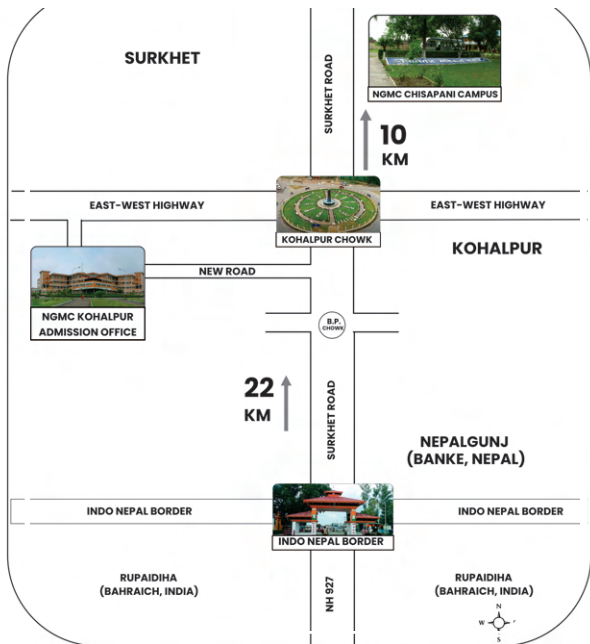 SURKHET
SURKHET ROAD
NGMC CHISAPANI CAMPUS
10
KM
EAST-WEST HIGHWAY
EAST-WEST HIGHWAY
KOHALPUR CHOWK
KOHALPUR
NEW ROAD
NGMC KOHALPUR
ADMISSION OFFICE
B.P.
CHOWK
22
KM
SURKHET ROAD
NEPALGUNJ
(BANKE, NEPAL)
INDO NEPAL BORDER
INDO NEPAL BORDER
INDO NEPAL BORDER
RUPAIDIHA
(BAHRAICH, INDIA)
NH 927
RUPAIDIHA
(BAHRAICH, INDIA)
N
W
S